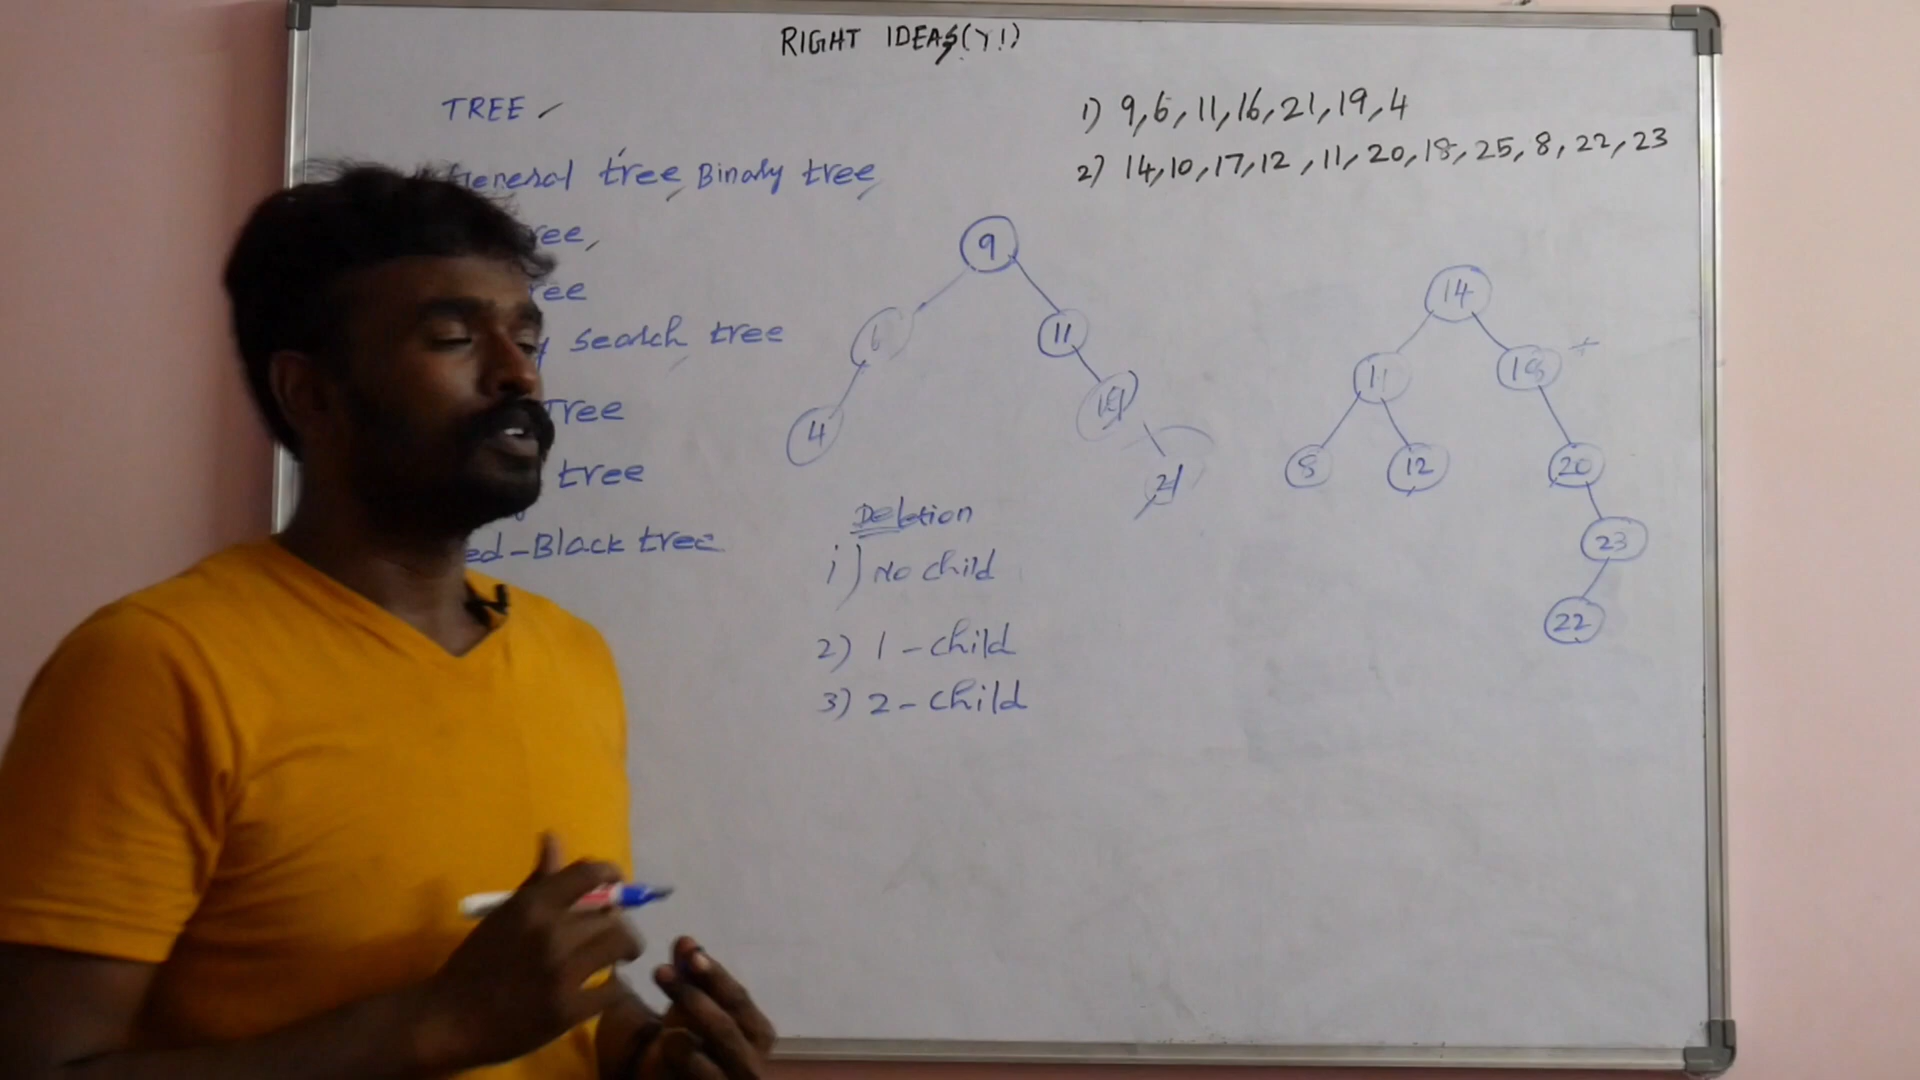 RIGHT IDEAS(Y!)
TREE
General tree, Binary tree,
search tree
Tree
tree
ed-Black tree
1) 9,6,11,16,21,19,4
2) 14,10,17,12,11,20,18,25,8,22,23
9
6
11
4
19
21
14
11
18
8
12
20
23
22
Deletion
i) No child
2) 1-child
3) 2-child